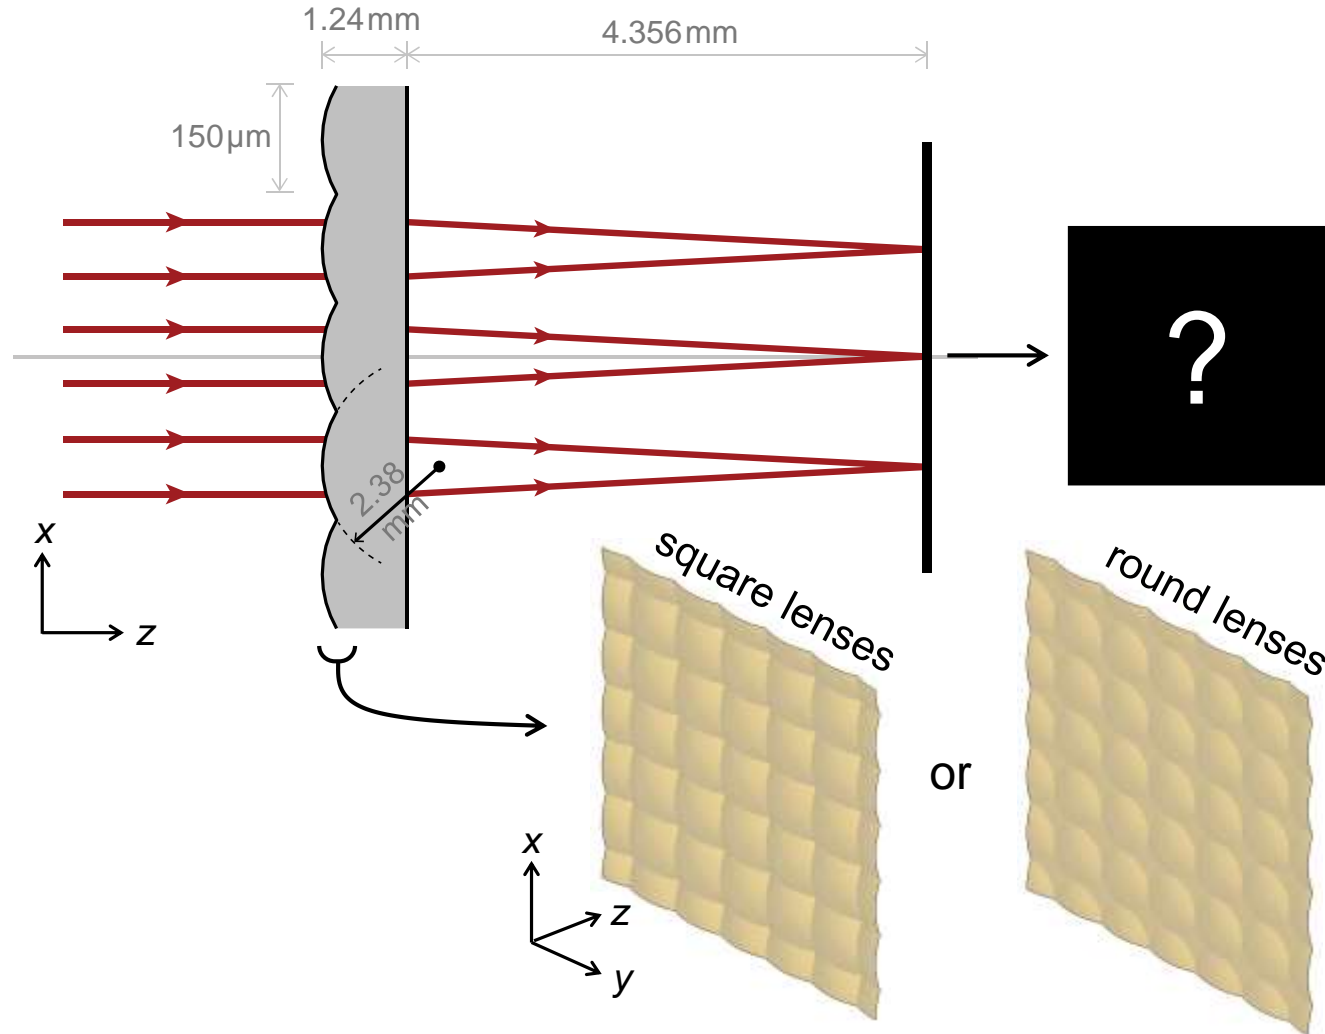 1.24mm
4.356mm
150μm
?
2.38
mm
x
z
square lenses
round lenses
or
x
z
y